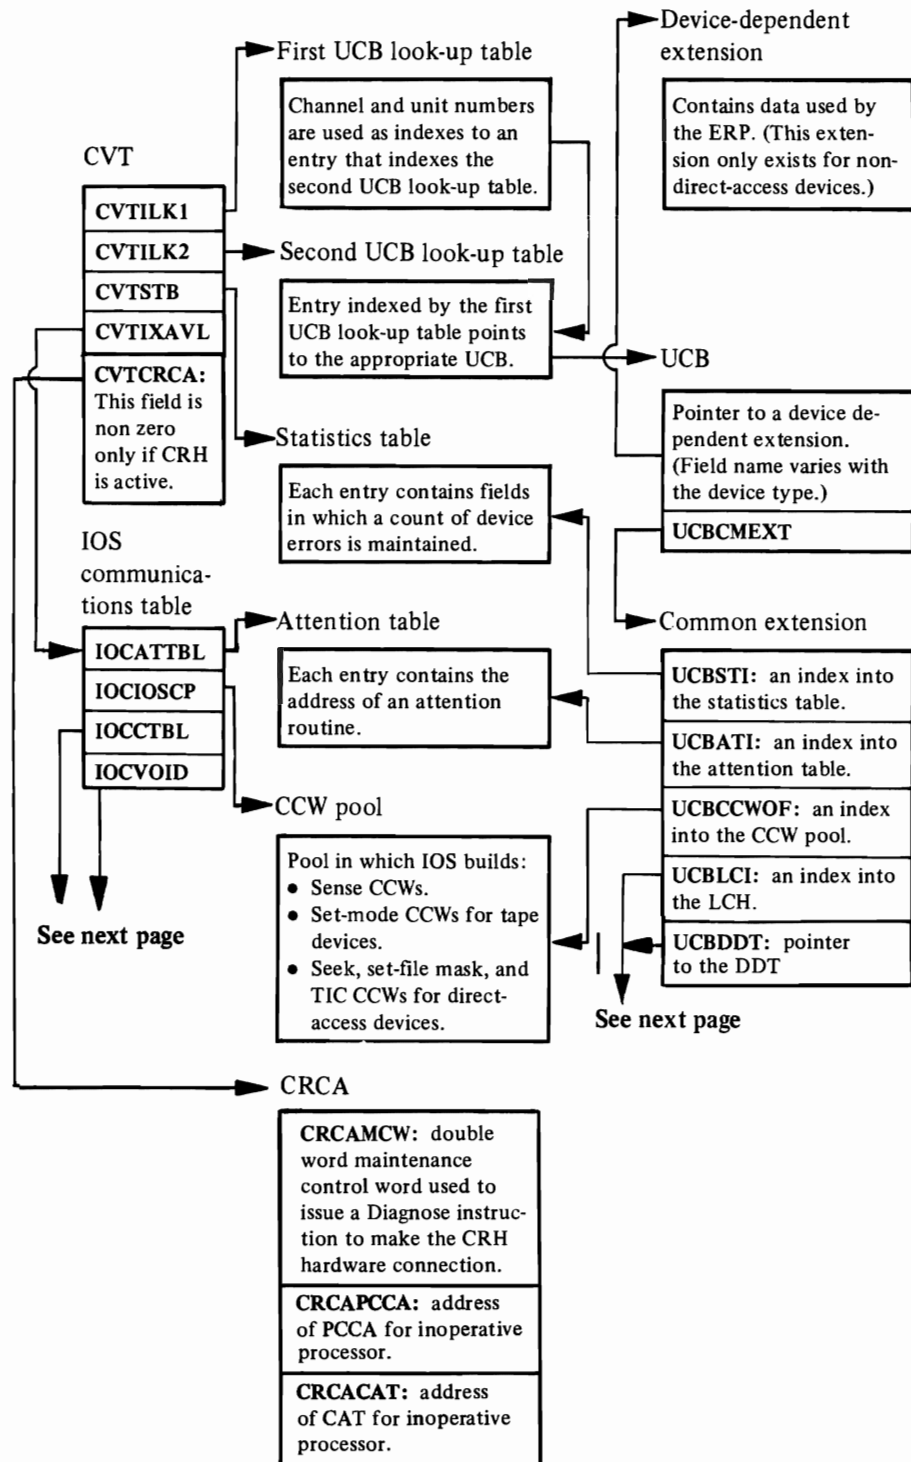 CVT
CVTILK1
CVTILK2
CVTSTB
CVTIXAVL
CVTCRCA:
This field is
non zero
only if CRH
is active.
IOS
communica-
tions table
IOCATTBL
IOCIOSCP
IOCCTBL
IOCVOID
See next page
First UCB look-up table
Channel and unit numbers
are used as indexes to an
entry that indexes the
second UCB look-up table.
Second UCB look-up table
Entry indexed by the first
UCB look-up table points
to the appropriate UCB.
Statistics table
Each entry contains fields
in which a count of device
errors is maintained.
Attention table
Each entry contains the
address of an attention
routine.
CCW pool
Pool in which IOS builds:
● Sense CCWs.
● Set-mode CCWs for tape
devices.
● Seek, set-file mask, and
TIC CCWs for direct-
access devices.
Device-dependent
extension
Contains data used by
the ERP. (This exten-
sion only exists for non-
direct-access devices.)
UCB
Pointer to a device de-
pendent extension.
(Field name varies with
the device type.)
UCBCMEXT
Common extension
UCBSTI: an index into
the statistics table.
UCBATI: an index into
the attention table.
UCBCCWOF: an index
into the CCW pool.
UCBLCI: an index into
the LCH.
UCBDDT: pointer
to the DDT
See next page
CRCA
CRCAMCW: double
word maintenance
control word used to
issue a Diagnose instruc-
tion to make the CRH
hardware connection.
CRCAPCCA: address
of PCCA for inoperative
processor.
CRCACAT: address
of CAT for inoperative
processor.